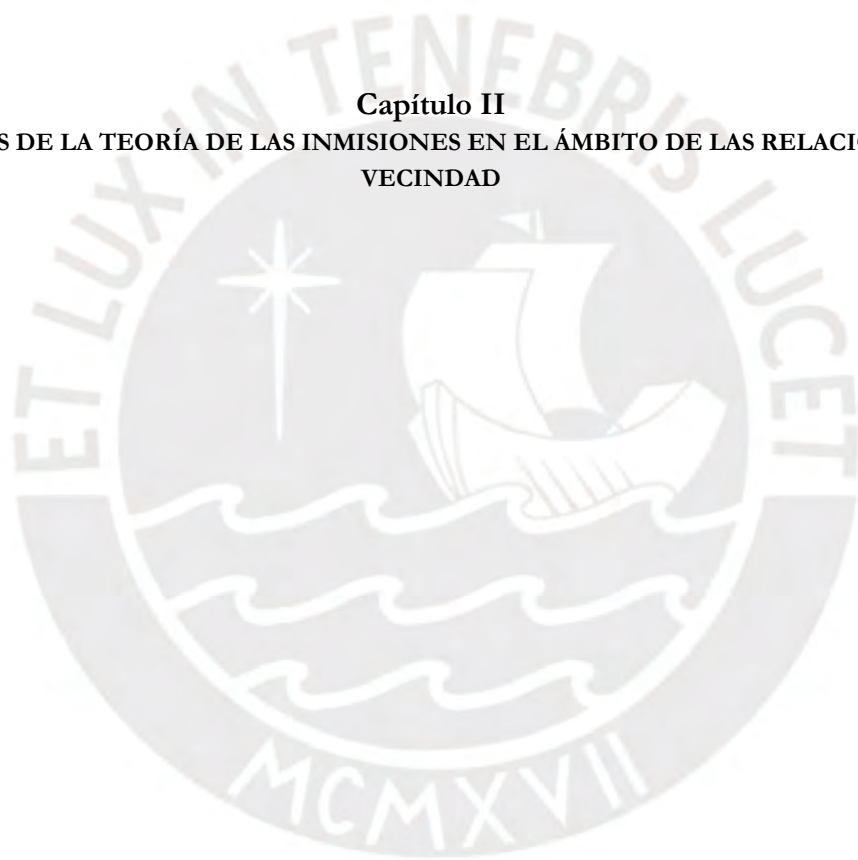 Capítulo II
S DE LA TEORÍA DE LAS INMISIONES EN EL ÁMBITO DE LAS
VECINDAD
ET LUX IN TENEBRIS LUCET
MCMXVII